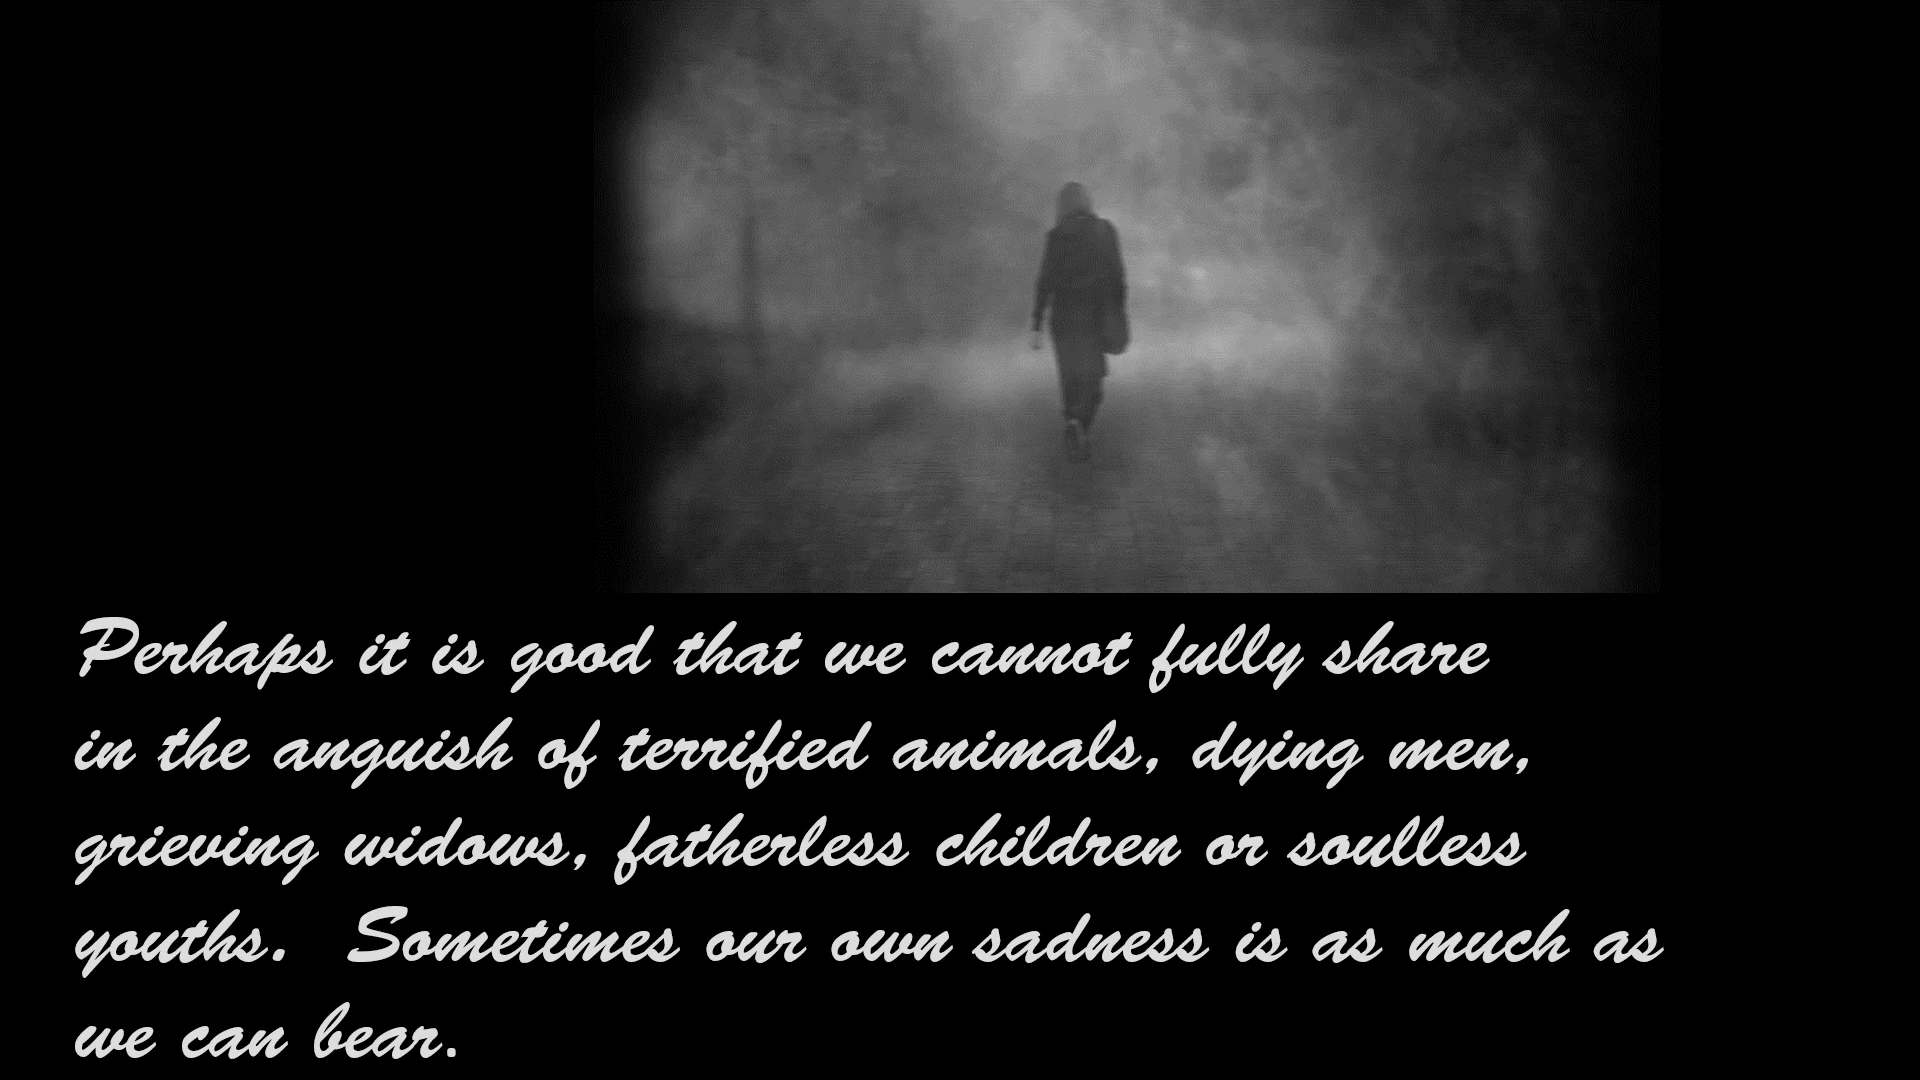 Perhaps it is good that we cannot fully share
in the anguish of terrified animals, dying men,
grieving widows, fatherless children or soulless
youths.  Sometimes our own sadness is as much as
we can bear.